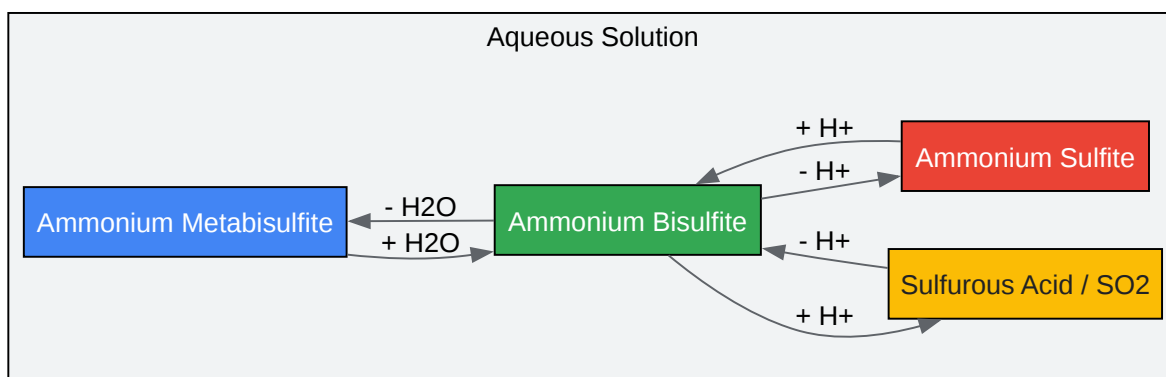 Aqueous Solution
+ H+
Ammonium Sulfite
- H+
- H2O
Ammonium Metabisulfite
Ammonium Bisulfite
+ H2O
- H+
Sulfurous Acid / SO2
+ H+